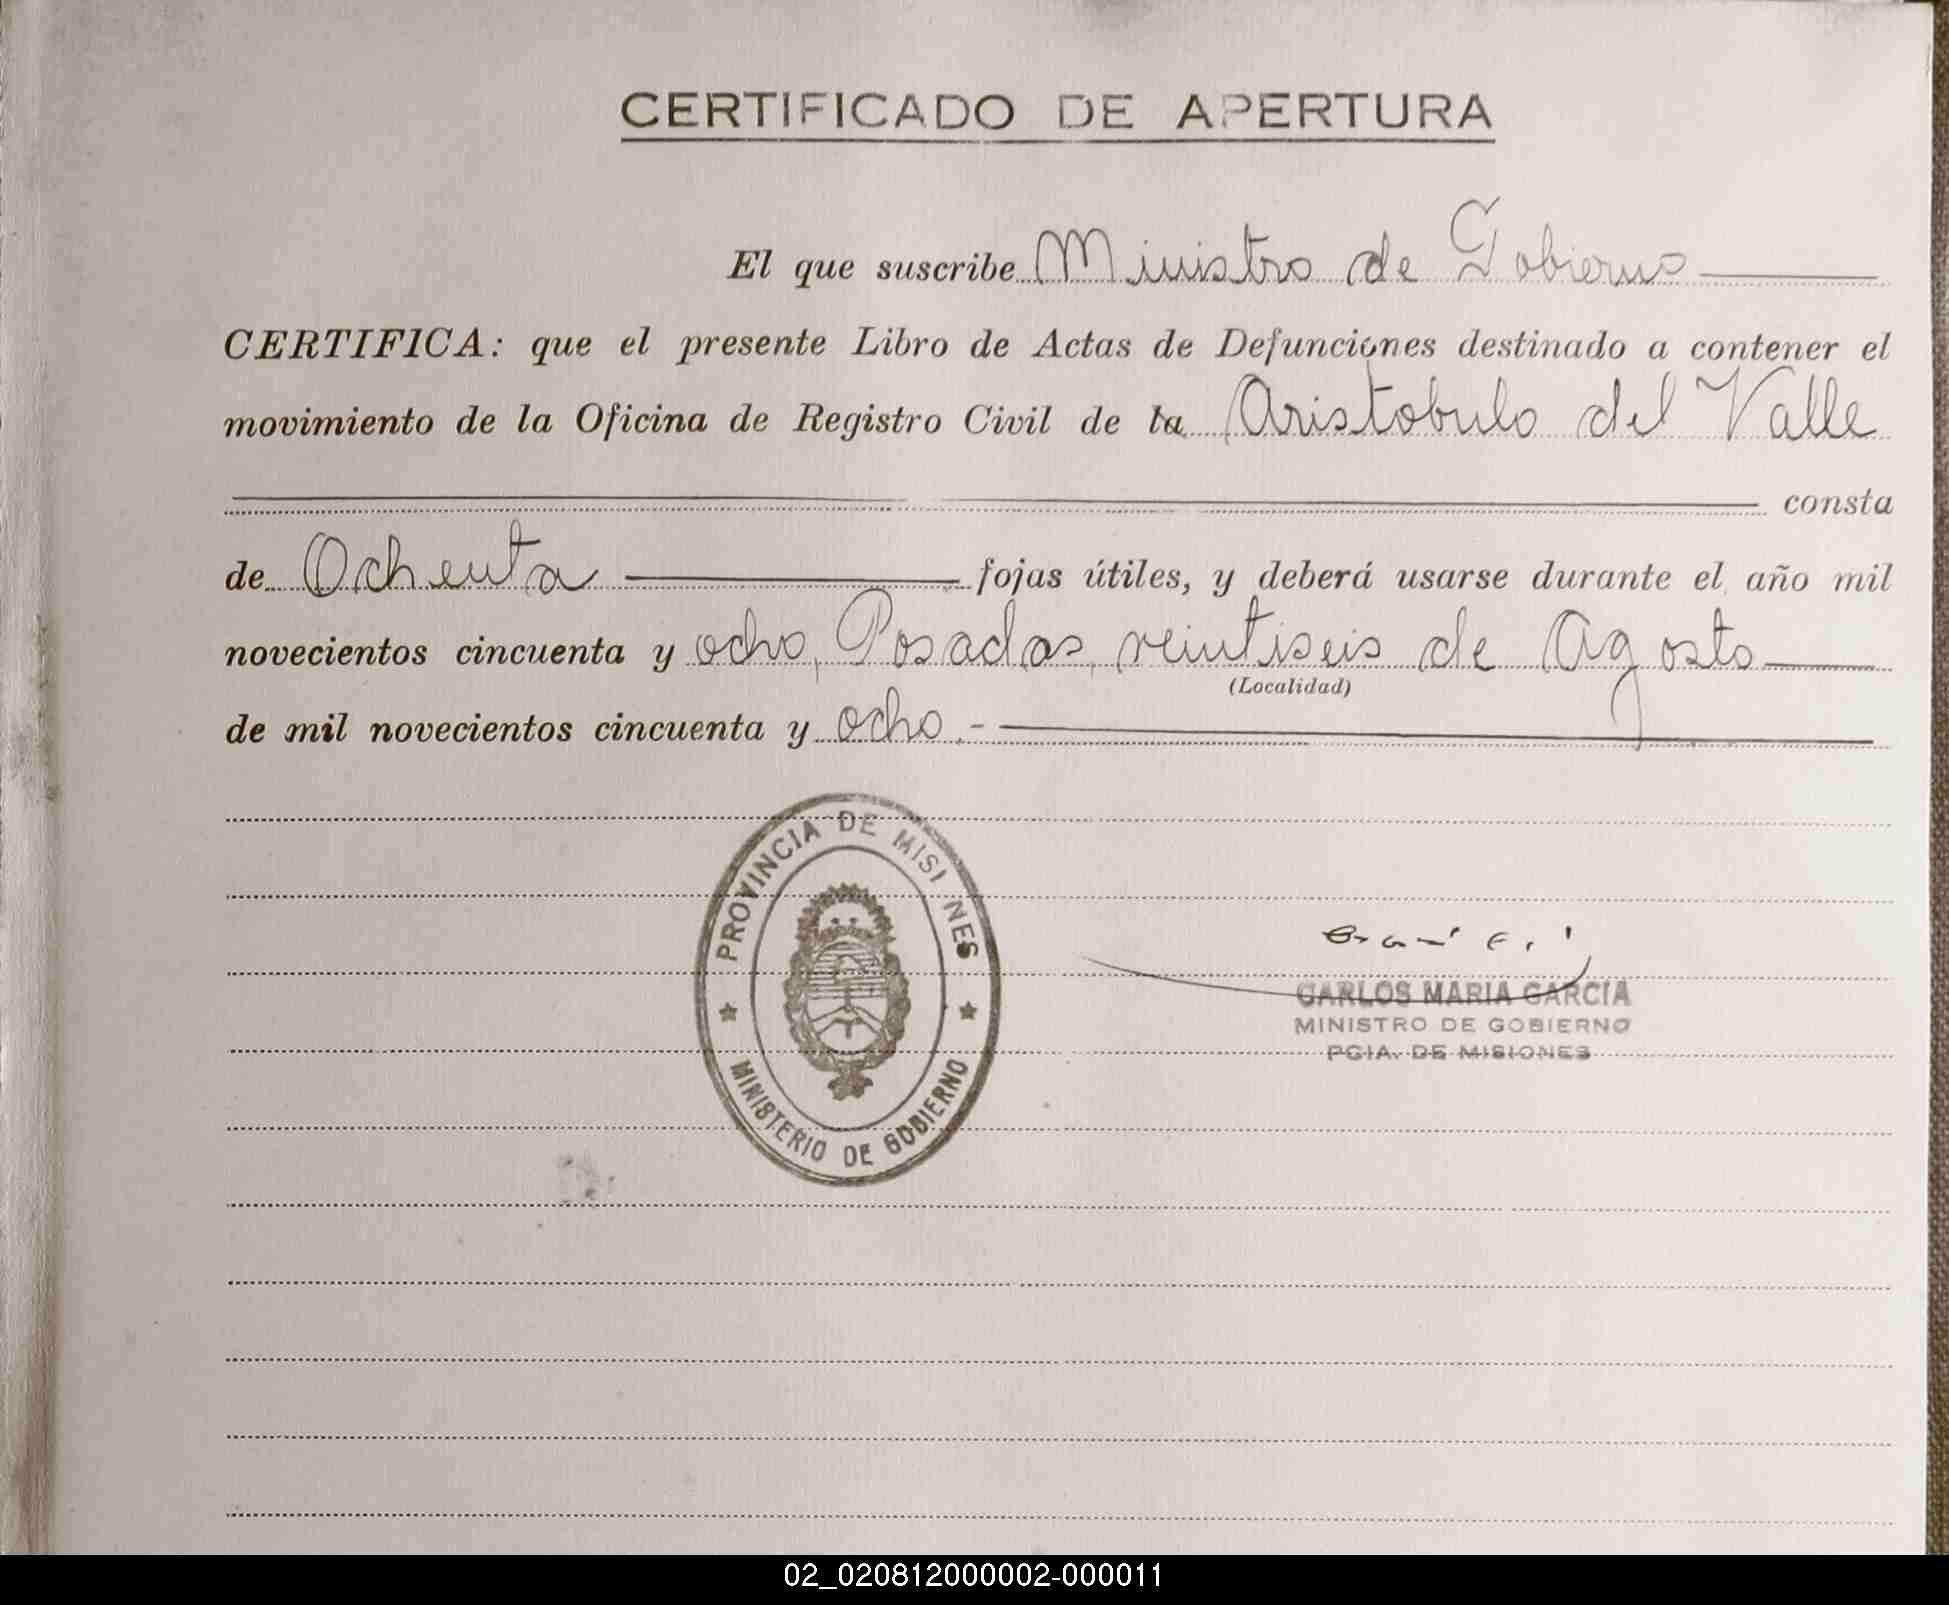 CERTIFICADO DE APERTURA
El que suscribe Ministro de Gobierno
CERTIFICA: que el presente Libro de Actas de Defunciones destinado a contener el
movimiento de la Oficina de Registro Civil de la Aristobulo del Valle
consta
de Ochenta fojas útiles, y deberá usarse durante el año mil
novecientos cincuenta y ocho, Posadas, veintiseis de Agosto
(Localidad)
de mil novecientos cincuenta y ocho.-
PROVINCIA DE MISI NES
MINISTERIO DE GOBIERNO
CARLOS MARIA GARCIA
MINISTRO DE GOBIERNO
PCIA. DE MISIONES
02_020812000002-000011